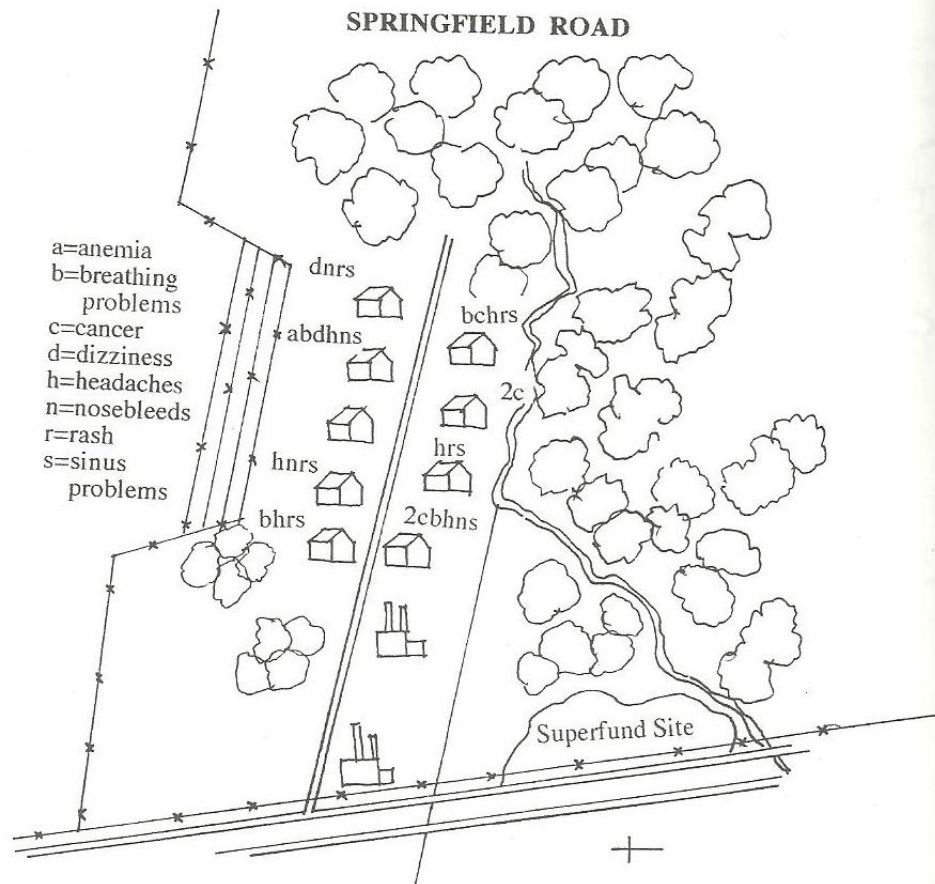 SPRINGFIELD ROAD
a=anemia
b=breathing
problems
c=cancer
d=dizziness
h=headaches
n=nosebleeds
r=rash
s=sinus
problems
dnrs
bchrs
abdhns
2c
hrs
hnrs
bhrs
2cbhns
Superfund Site